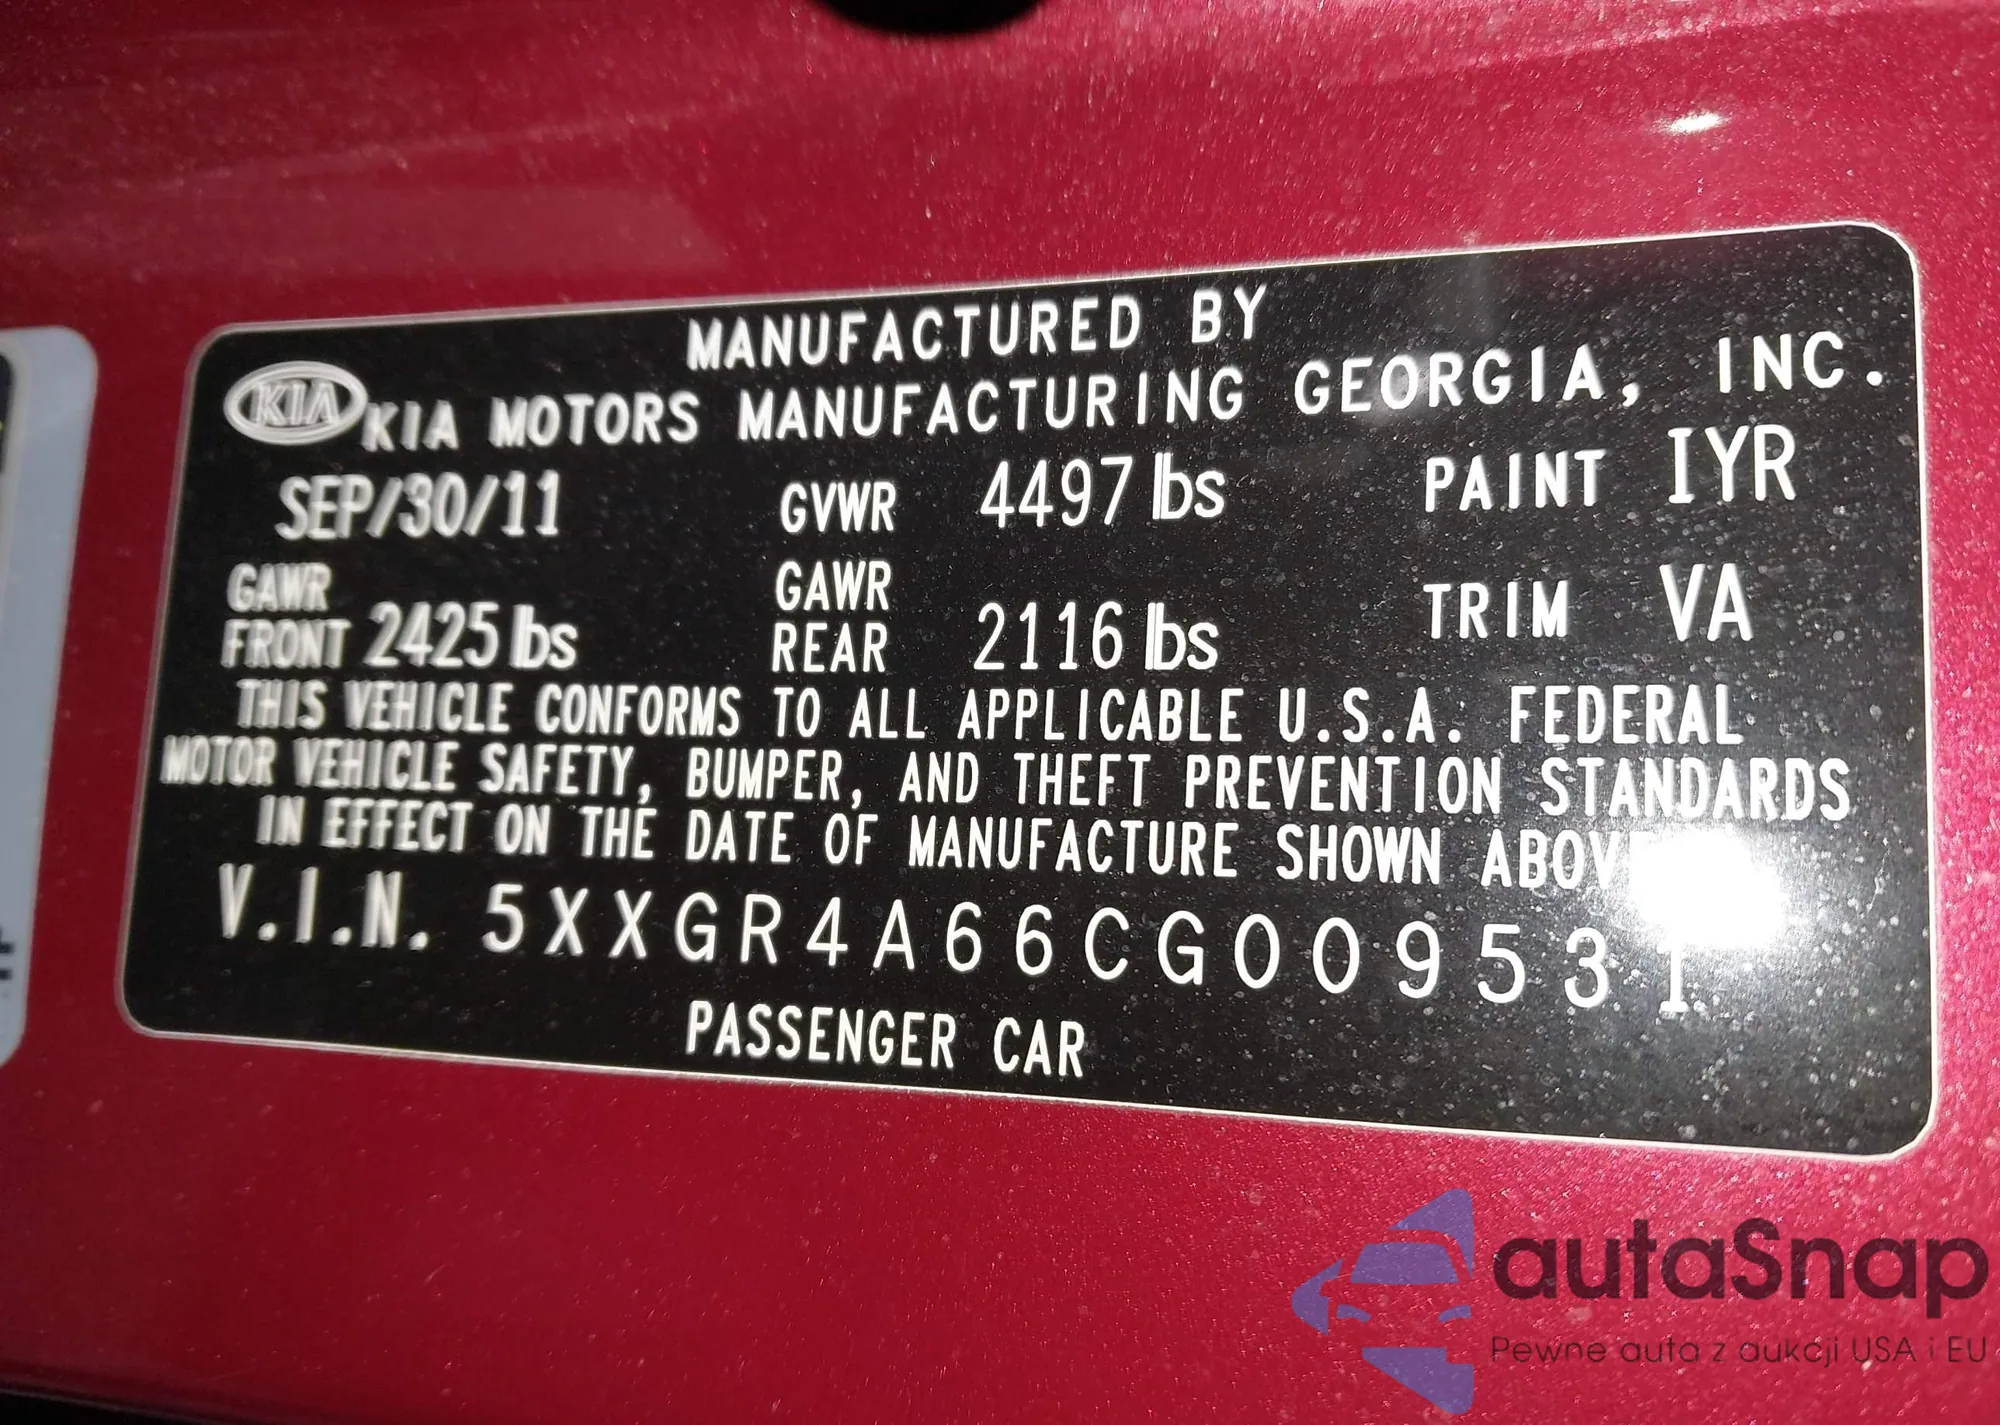 MANUFACTURED BY
KIA KIA MOTORS MANUFACTURING GEORGIA, INC.
SEP/30/11 GVWR 4497 lbs PAINT IYR
GAWR FRONT 2425 lbs GAWR REAR 2116 lbs TRIM VA
THIS VEHICLE CONFORMS TO ALL APPLICABLE U.S.A. FEDERAL
MOTOR VEHICLE SAFETY, BUMPER, AND THEFT PREVENTION STANDARDS
IN EFFECT ON THE DATE OF MANUFACTURE SHOWN
V.I.N. 5XXGR4A66CG009531
PASSENGER CAR
autaSnap
Pewne auta z aukcji USA i EU